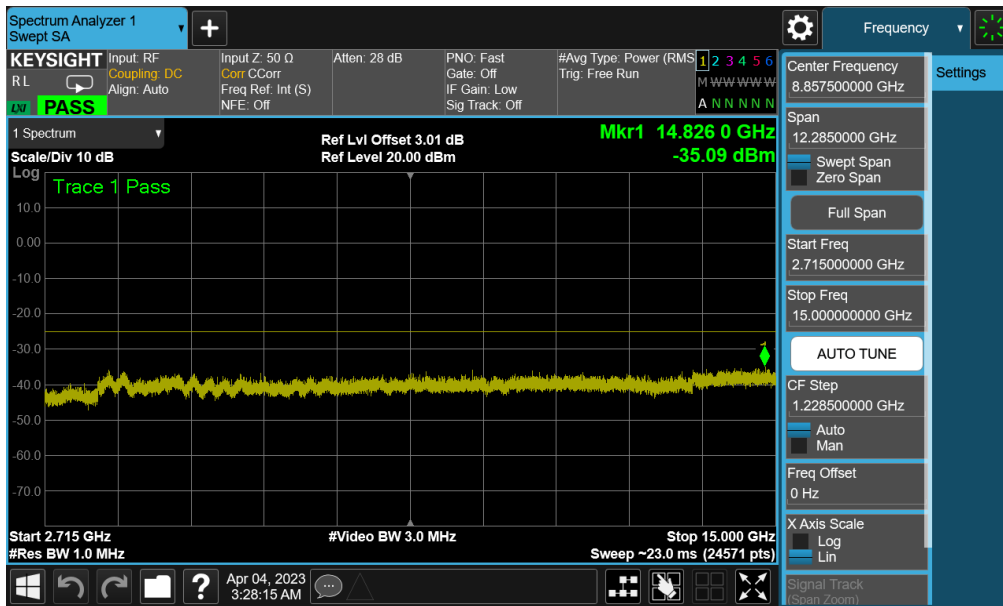 Spectrum Analyzer 1
Swept SA
+
Frequency
KEYSIGHT
R L
LXI
PASS
Input: RF
Coupling: DC
Align: Auto
Input Z: 50 Ω
Corr CCorr
Freq Ref: Int (S)
NFE: Off
Atten: 28 dB
PNO: Fast
Gate: Off
IF Gain: Low
Sig Track: Off
#Avg Type: Power (RMS
Trig: Free Run
1 2 3 4 5 6
M W W W W W
A N N N N N
1 Spectrum
Scale/Div 10 dB
Ref Lvl Offset 3.01 dB
Ref Level 20.00 dBm
Mkr1 14.826 0 GHz
-35.09 dBm
Log
Trace 1 Pass
10.0
0.00
-10.0
-20.0
-30.0
-40.0
-50.0
-60.0
-70.0
1
Start 2.715 GHz
#Res BW 1.0 MHz
#Video BW 3.0 MHz
Stop 15.000 GHz
Sweep ~23.0 ms (24571 pts)
?
Apr 04, 2023
3:28:15 AM
Center Frequency
8.857500000 GHz
Span
12.2850000 GHz
Swept Span
Zero Span
Full Span
Start Freq
2.715000000 GHz
Stop Freq
15.000000000 GHz
AUTO TUNE
CF Step
1.228500000 GHz
Auto
Man
Freq Offset
0 Hz
X Axis Scale
Log
Lin
Signal Track
(Span Zoom)
Settings